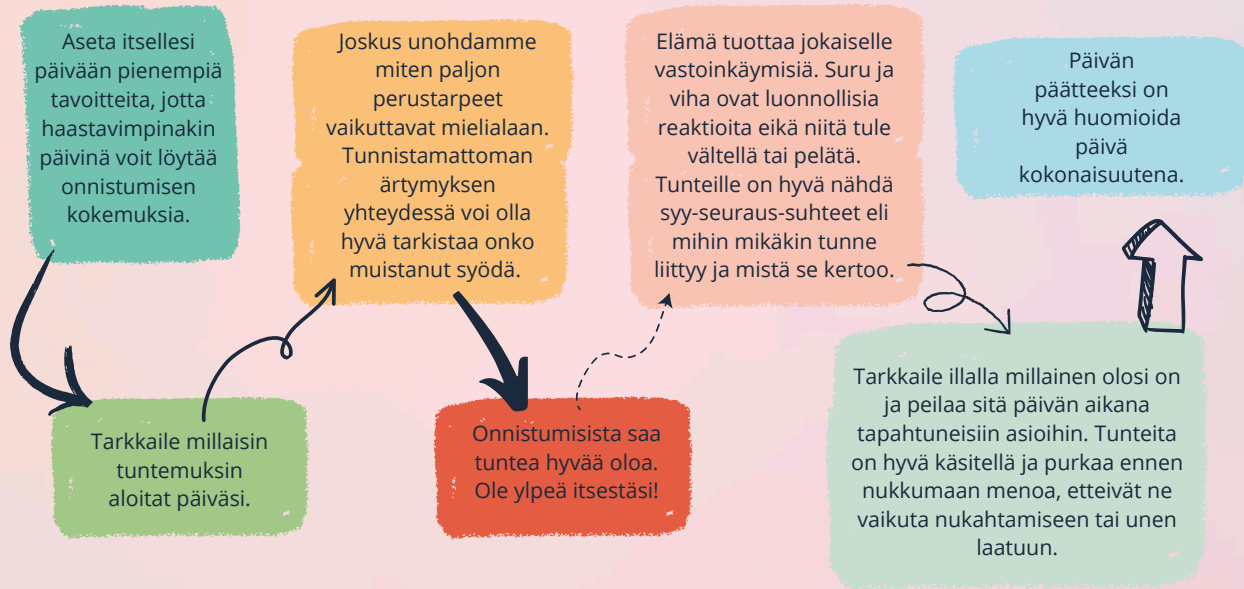 Aseta itsellesi
päivään pienempiä
tavoitteita, jotta
haastavimpinakin
päivinä voit löytää
onnistumisen
kokemuksia.
Tarkkaile millaisin
tuntemuksin
aloitat päiväsi.
Joskus unohdamme
miten paljon
perustarpeet
vaikuttavat mielialaan.
Tunnistamattoman
ärtymyksen
yhteydessä voi olla
hyvä tarkistaa onko
muistanut syödä.
Onnistumisista saa
tuntea hyvää oloa.
Ole ylpeä itsestäsi!
Elämä tuottaa jokaiselle
vastoinkäymisiä. Suru ja
viha ovat luonnollisia
reaktioita eikä niitä tule
vältellä tai pelätä.
Tunteille on hyvä nähdä
syy-seuraus-suhteet eli
mihin mikäkin tunne
liittyy ja mistä se kertoo.
Tarkkaile illalla millainen olosi on
ja peilaa sitä päivän aikana
tapahtuneisiin asioihin. Tunteita
on hyvä käsitellä ja purkaa ennen
nukkumaan menoa, etteivät ne
vaikuta nukahtamiseen tai unen
laatuun.
Päivän
päätteeksi on
hyvä huomioida
päivä
kokonaisuutena.